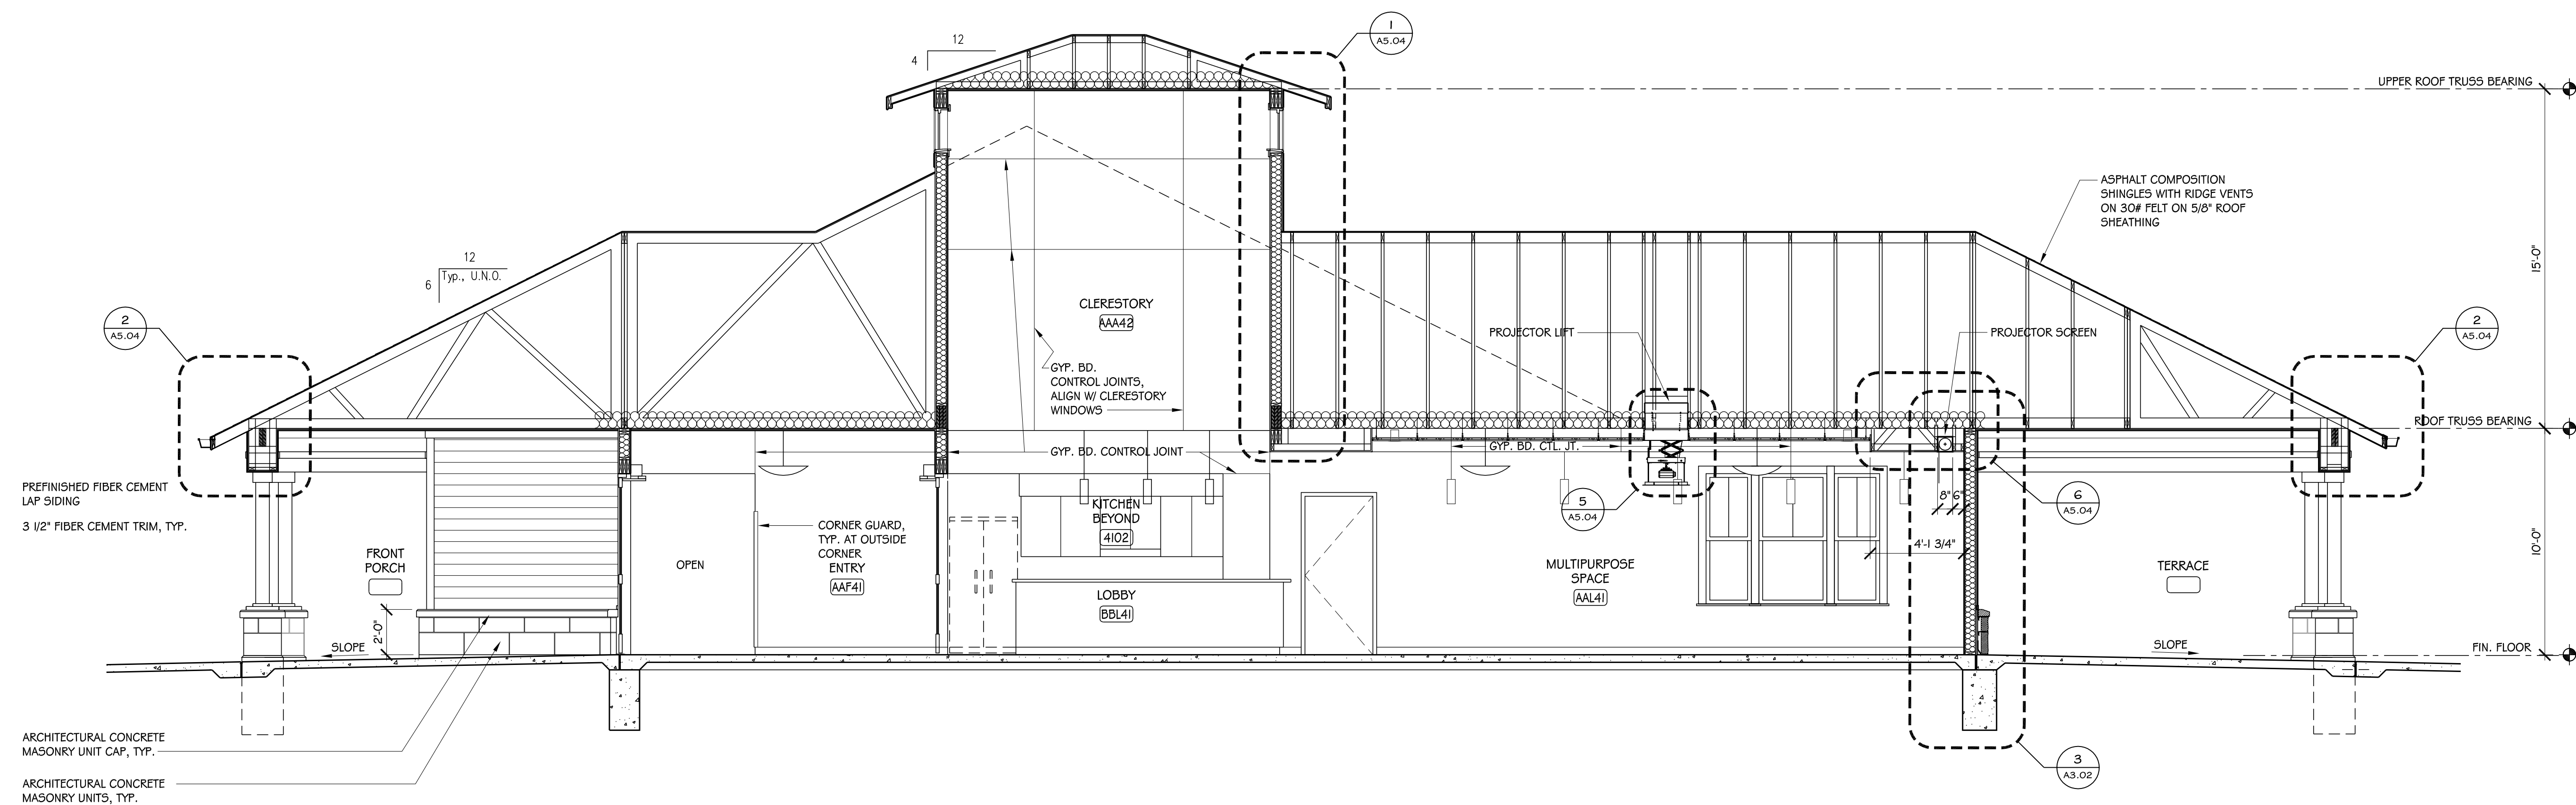 1
A5.04
12
4
UPPER ROOF TRUSS BEARING
ASPHALT COMPOSITION
SHINGLES WITH RIDGE VENTS
ON 30# FELT ON 5/8" ROOF
SHEATHING
15'-0"
12
6
Typ., U.N.O.
CLERESTORY
AAA42
2
A5.04
PROJECTOR LIFT
PROJECTOR SCREEN
2
A5.04
GYP. BD.
CONTROL JOINTS,
ALIGN W/ CLERESTORY
WINDOWS
ROOF TRUSS BEARING
GYP. BD. CONTROL JOINT
GYP. BD. CTL. JT.
PREFINISHED FIBER CEMENT
LAP SIDING
3 1/2" FIBER CEMENT TRIM, TYP.
KITCHEN
BEYOND
4102
5
A5.04
8"
6"
6
A5.04
CORNER GUARD,
TYP. AT OUTSIDE
CORNER
ENTRY
AAF41
4'-1 3/4"
10'-0"
FRONT
PORCH
OPEN
MULTIPURPOSE
SPACE
AAL41
TERRACE
LOBBY
BBL41
2'-0"
SLOPE
SLOPE
FIN. FLOOR
ARCHITECTURAL CONCRETE
MASONRY UNIT CAP, TYP.
3
A3.02
ARCHITECTURAL CONCRETE
MASONRY UNITS, TYP.